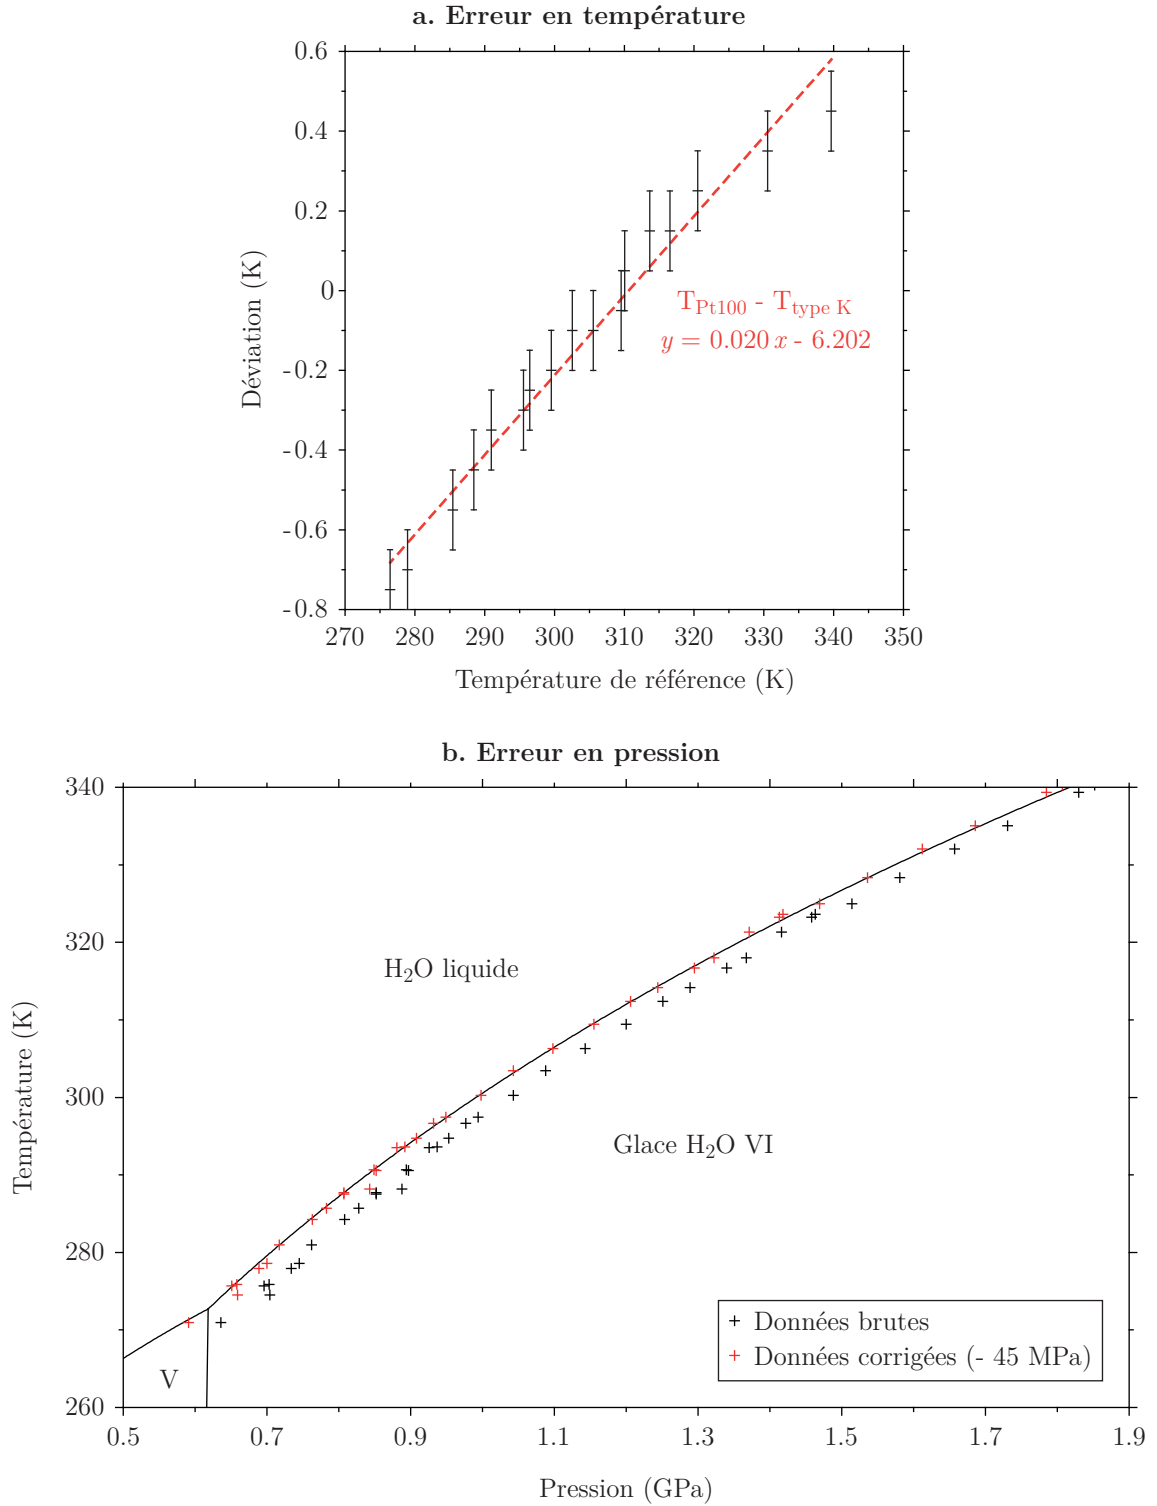 a. Erreur en température
0.6
0.4
0.2
0
-0.2
-0.4
-0.6
-0.8
Déviation (K)
T_Pt100 - T_type K
y = 0.020 x - 6.202
270 280 290 300 310 320 330 340 350
Température de référence (K)
b. Erreur en pression
340
320
300
280
260
Température (K)
H₂O liquide
Glace H₂O VI
V
Données brutes
Données corrigées (- 45 MPa)
0.5 0.7 0.9 1.1 1.3 1.5 1.7 1.9
Pression (GPa)